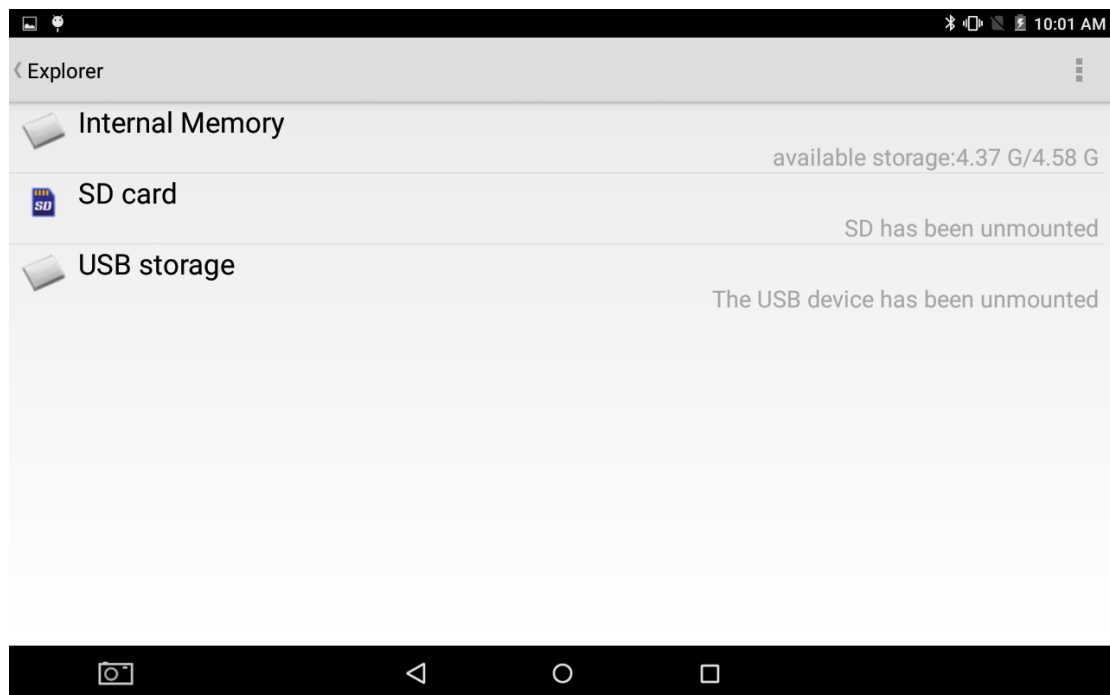 10:01 AM
Explorer
Internal Memory
available storage:4.37 G/4.58 G
SD
SD card
SD has been unmounted
USB storage
The USB device has been unmounted